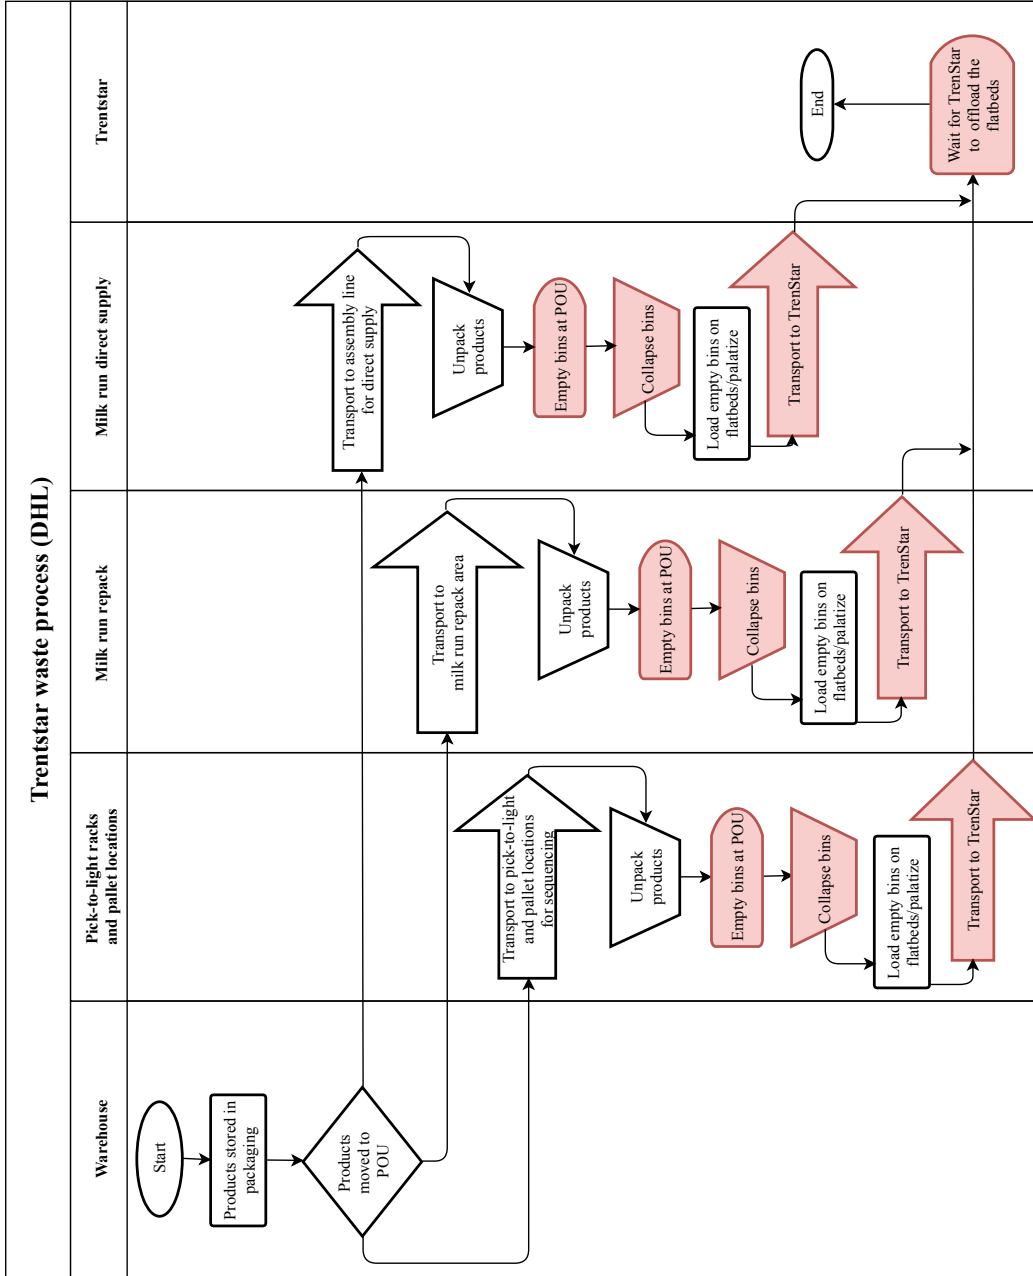 Trentstar waste process (DHL)
Warehouse
Pick-to-light racks
and pallet locations
Milk run repack
Milk run direct supply
Trentstar
Start
Products stored in
packaging
Products
moved to
POU
Transport to pick-to-light
and pallet locations
for sequencing
Unpack
products
Empty bins at POU
Collapse bins
Load empty bins on
flatbeds/palatize
Transport to TrenStar
Transport to
milk run repack area
Unpack
products
Empty bins at POU
Collapse bins
Load empty bins on
flatbeds/palatize
Transport to TrenStar
Transport to assembly line
for direct supply
Unpack
products
Empty bins at POU
Collapse bins
Load empty bins on
flatbeds/palatize
Transport to TrenStar
Wait for TrenStar
to offload the
flatbeds
End